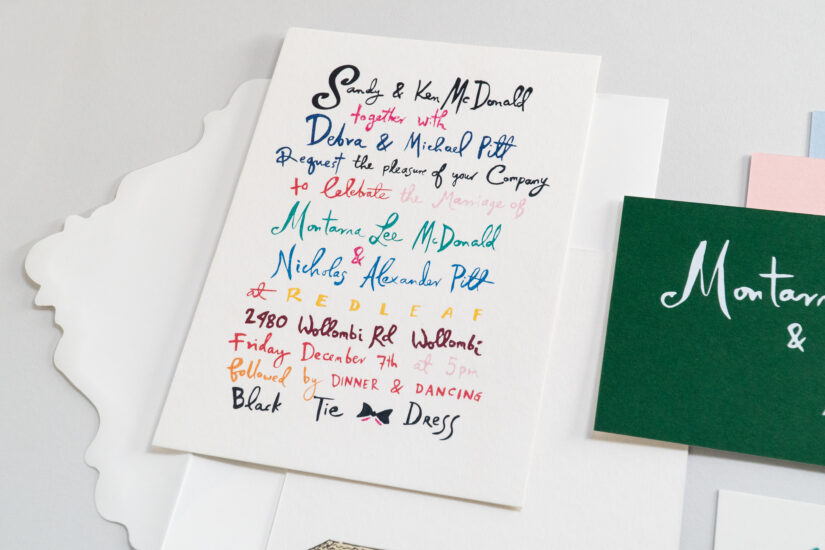 Sandy & Ken McDonald
together with
Debra & Michael Pitt
Request the pleasure of your Company
to Celebrate the Marriage of
Montarna Lee McDonald
&
Nicholas Alexander Pitt
at REDLEAF
2980 Wollombi Rd Wollombi
Friday December 7th at 5pm
followed by DINNER & DANCING
Black Tie Dress
Montarn
&